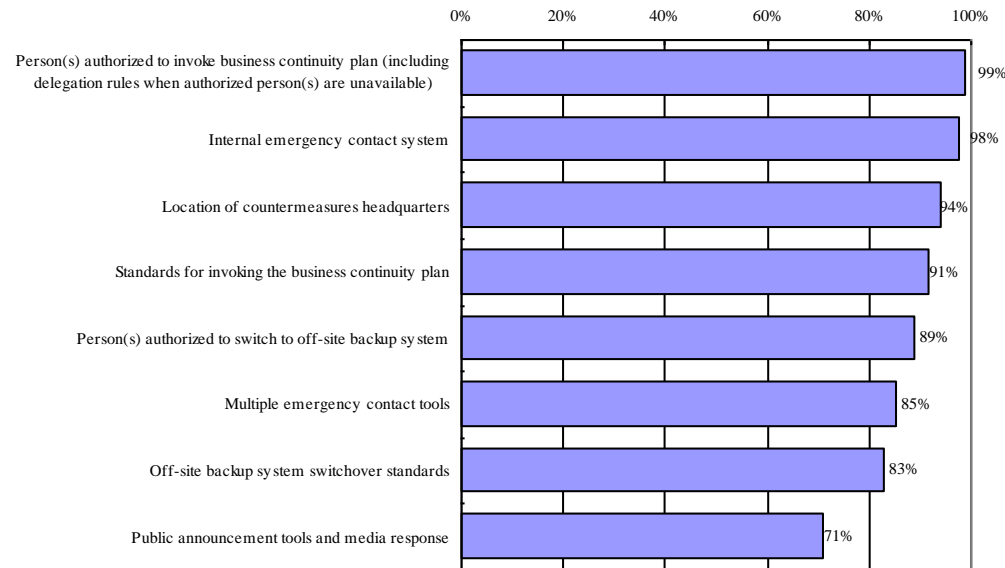 0% 20% 40% 60% 80% 100%
Person(s) authorized to invoke business continuity plan (including
delegation rules when authorized person(s) are unavailable)
99%
Internal emergency contact system
98%
Location of countermeasures headquarters
94%
Standards for invoking the business continuity plan
91%
Person(s) authorized to switch to off-site backup system
89%
Multiple emergency contact tools
85%
Off-site backup system switchover standards
83%
Public announcement tools and media response
71%